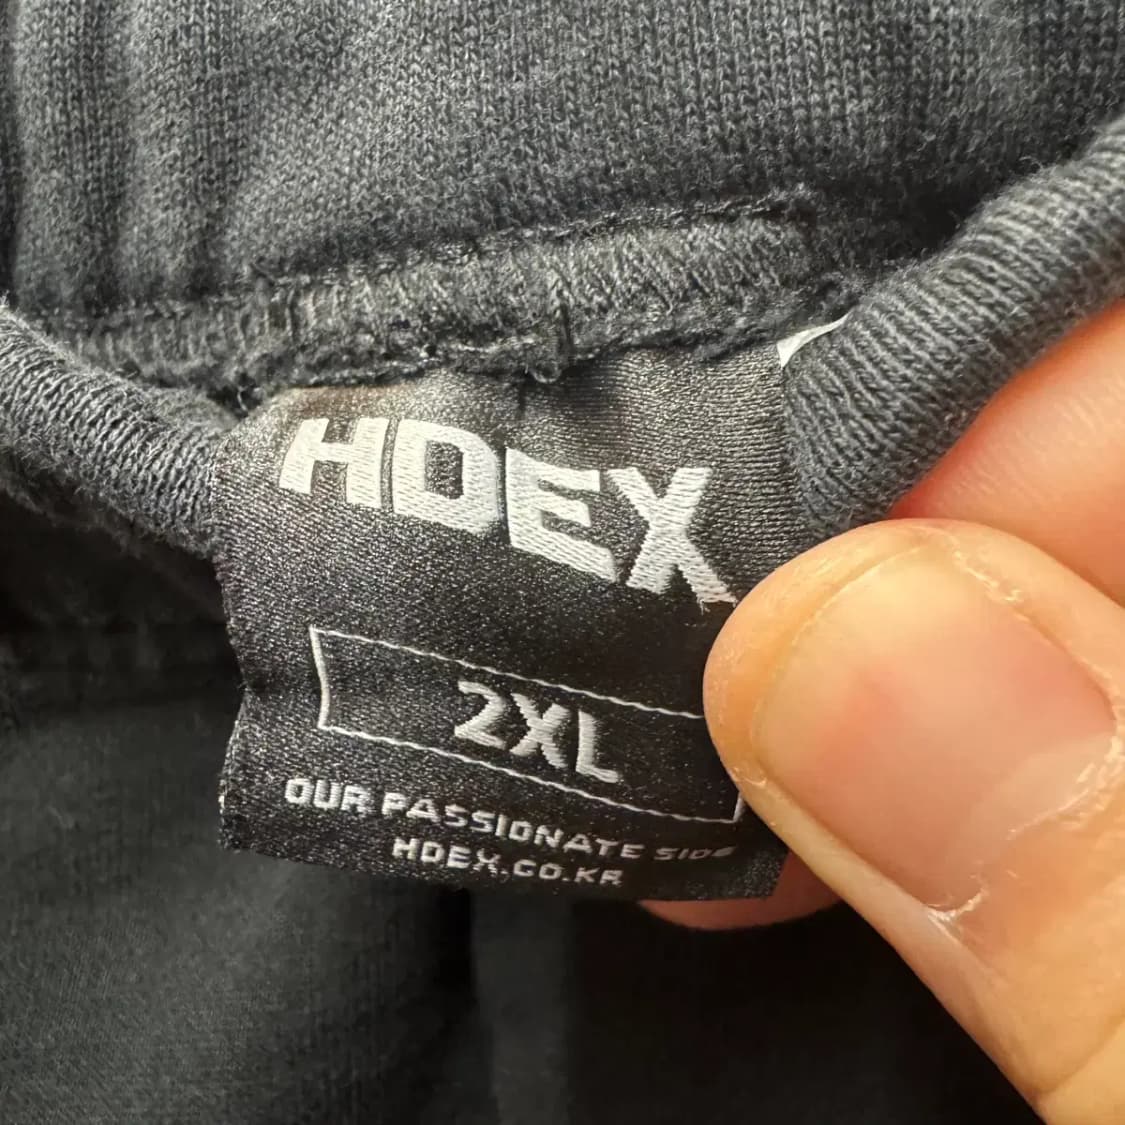 HDEX
2XL
OUR PASSIONATE SIDE
HDEX.CO.KR